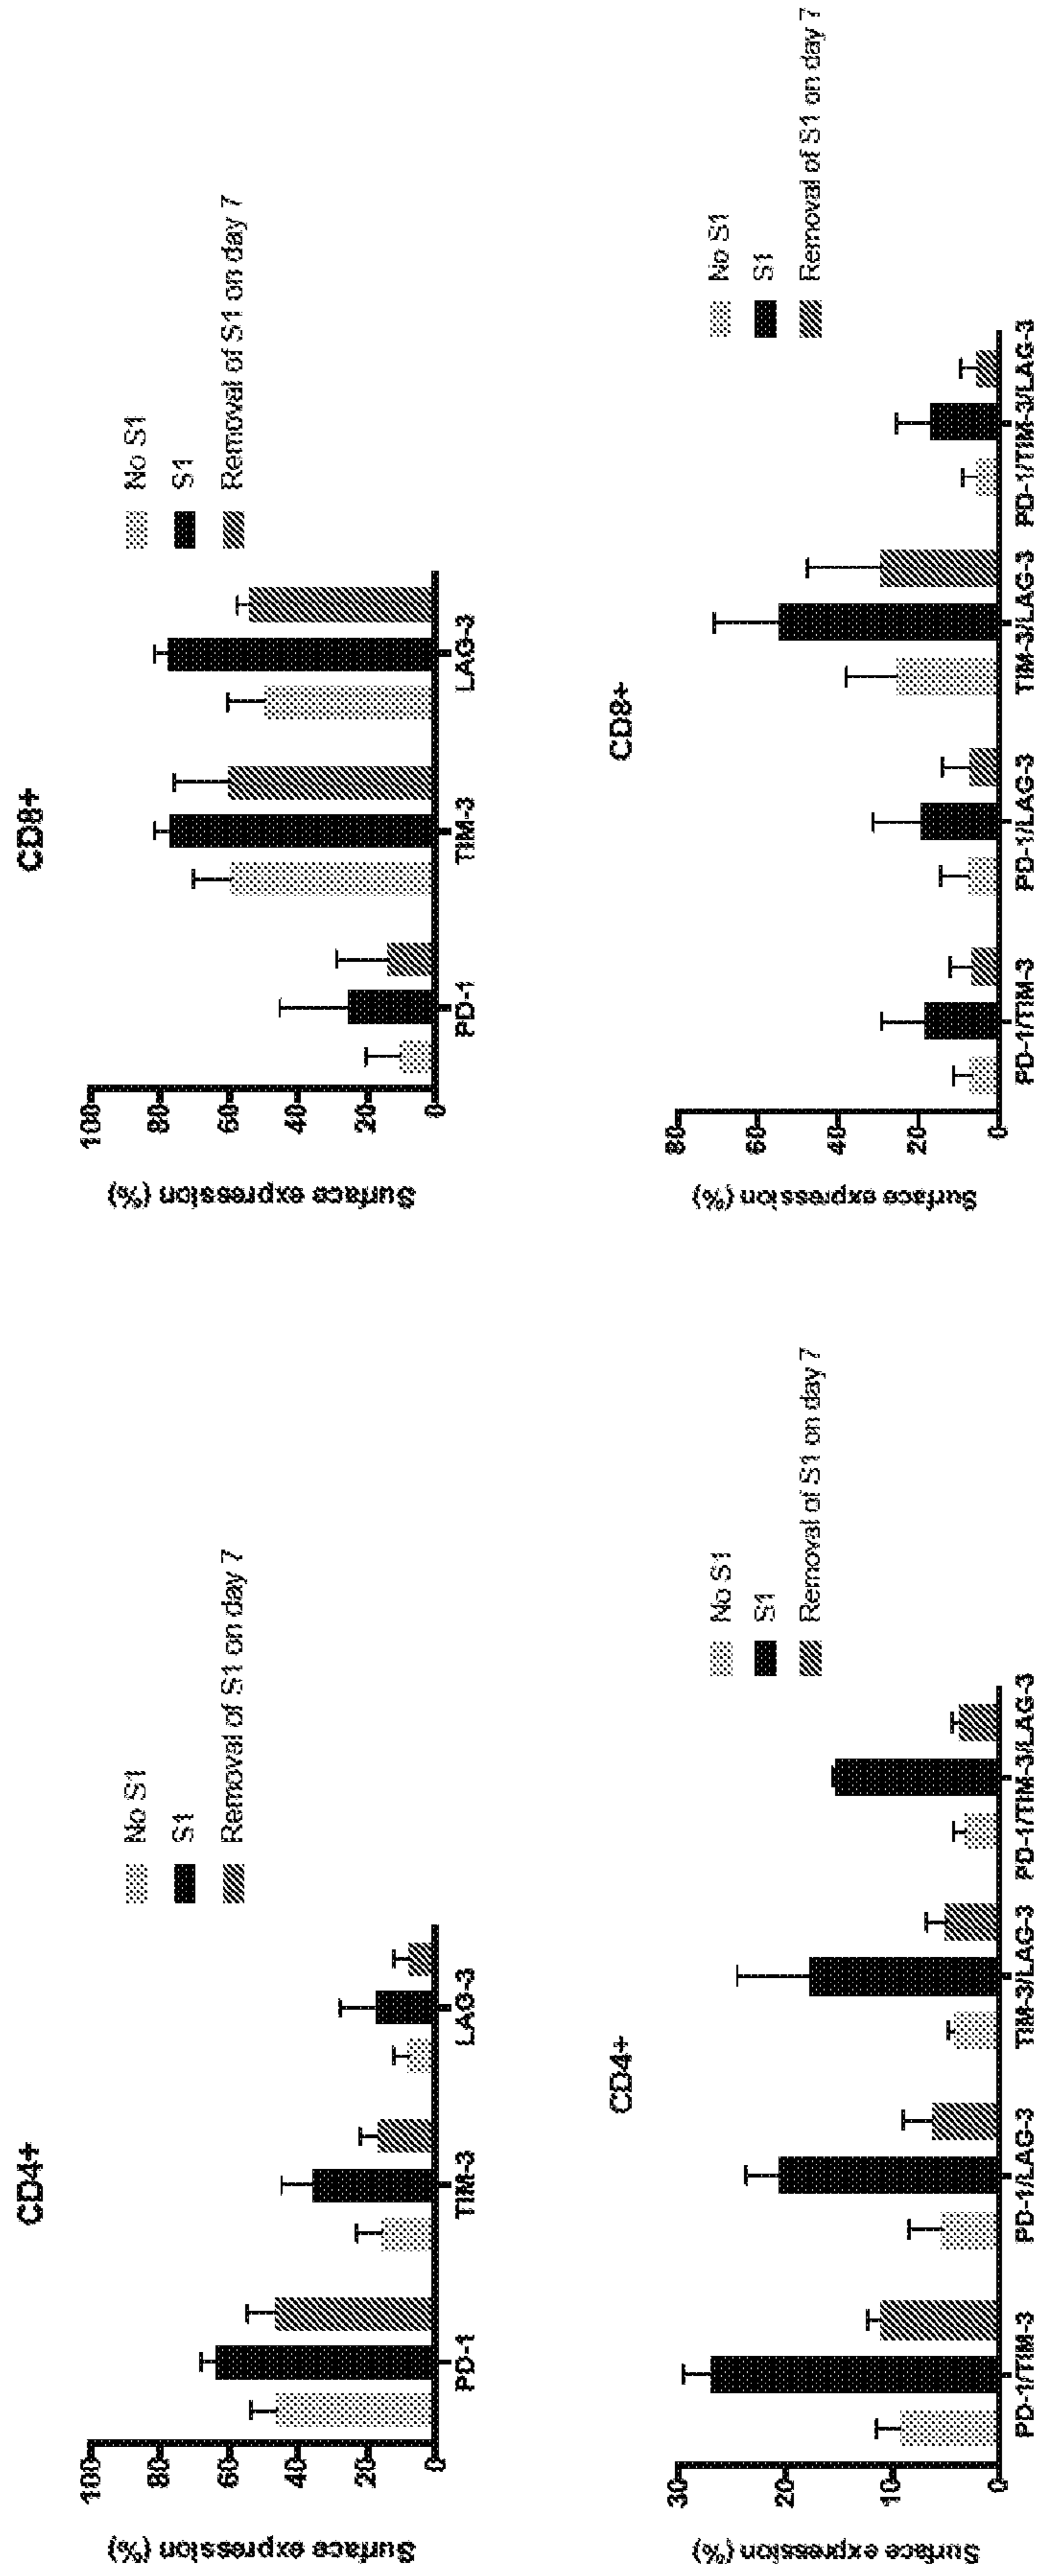 CD4+
Surface expression (%)
100
80
60
40
20
0
PD-1
TIM-3
LAG-3
No S1
S1
Removal of S1 on day 7
CD8+
Surface expression (%)
100
80
60
40
20
0
PD-1
TIM-3
LAG-3
No S1
S1
Removal of S1 on day 7
CD4+
Surface expression (%)
30
20
10
0
PD-1/TIM-3
PD-1/LAG-3
TIM-3/LAG-3
PD-1/TIM-3/LAG-3
No S1
S1
Removal of S1 on day 7
CD8+
Surface expression (%)
80
60
40
20
0
PD-1/TIM-3
PD-1/LAG-3
TIM-3/LAG-3
PD-1/TIM-3/LAG-3
No S1
S1
Removal of S1 on day 7